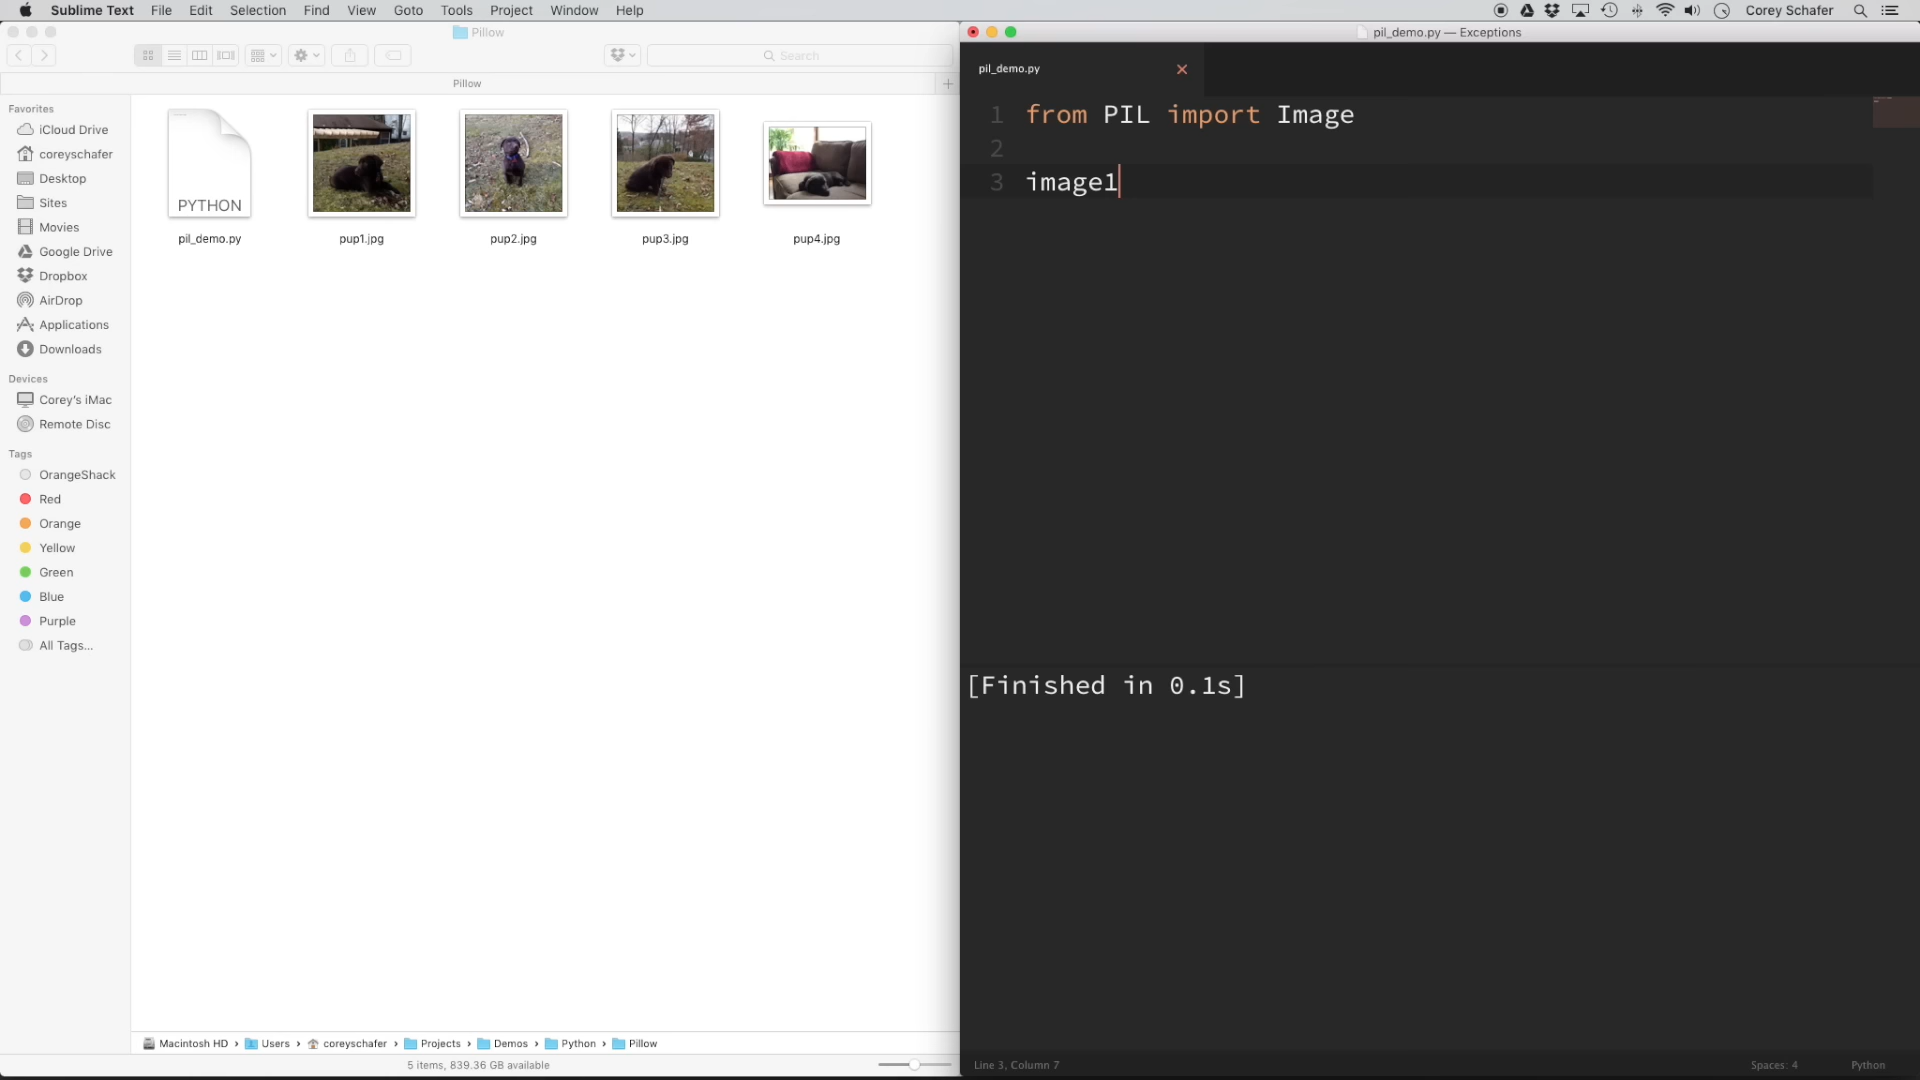 Sublime Text File Edit Selection Find View Goto Tools Project Window Help Corey Schafer
Pillow
Search
Pillow
Favorites
iCloud Drive
coreyschafer
Desktop
Sites
Movies
Google Drive
Dropbox
AirDrop
Applications
Downloads
Devices
Corey's iMac
Remote Disc
Tags
OrangeShack
Red
Orange
Yellow
Green
Blue
Purple
All Tags...
PYTHON
pil_demo.py pup1.jpg pup2.jpg pup3.jpg pup4.jpg
Macintosh HD › Users › coreyschafer › Projects › Demos › Python › Pillow
5 items, 839.36 GB available
pil_demo.py — Exceptions
pil_demo.py
1 from PIL import Image
2
3 image1
[Finished in 0.1s]
Line 3, Column 7 Spaces: 4 Python